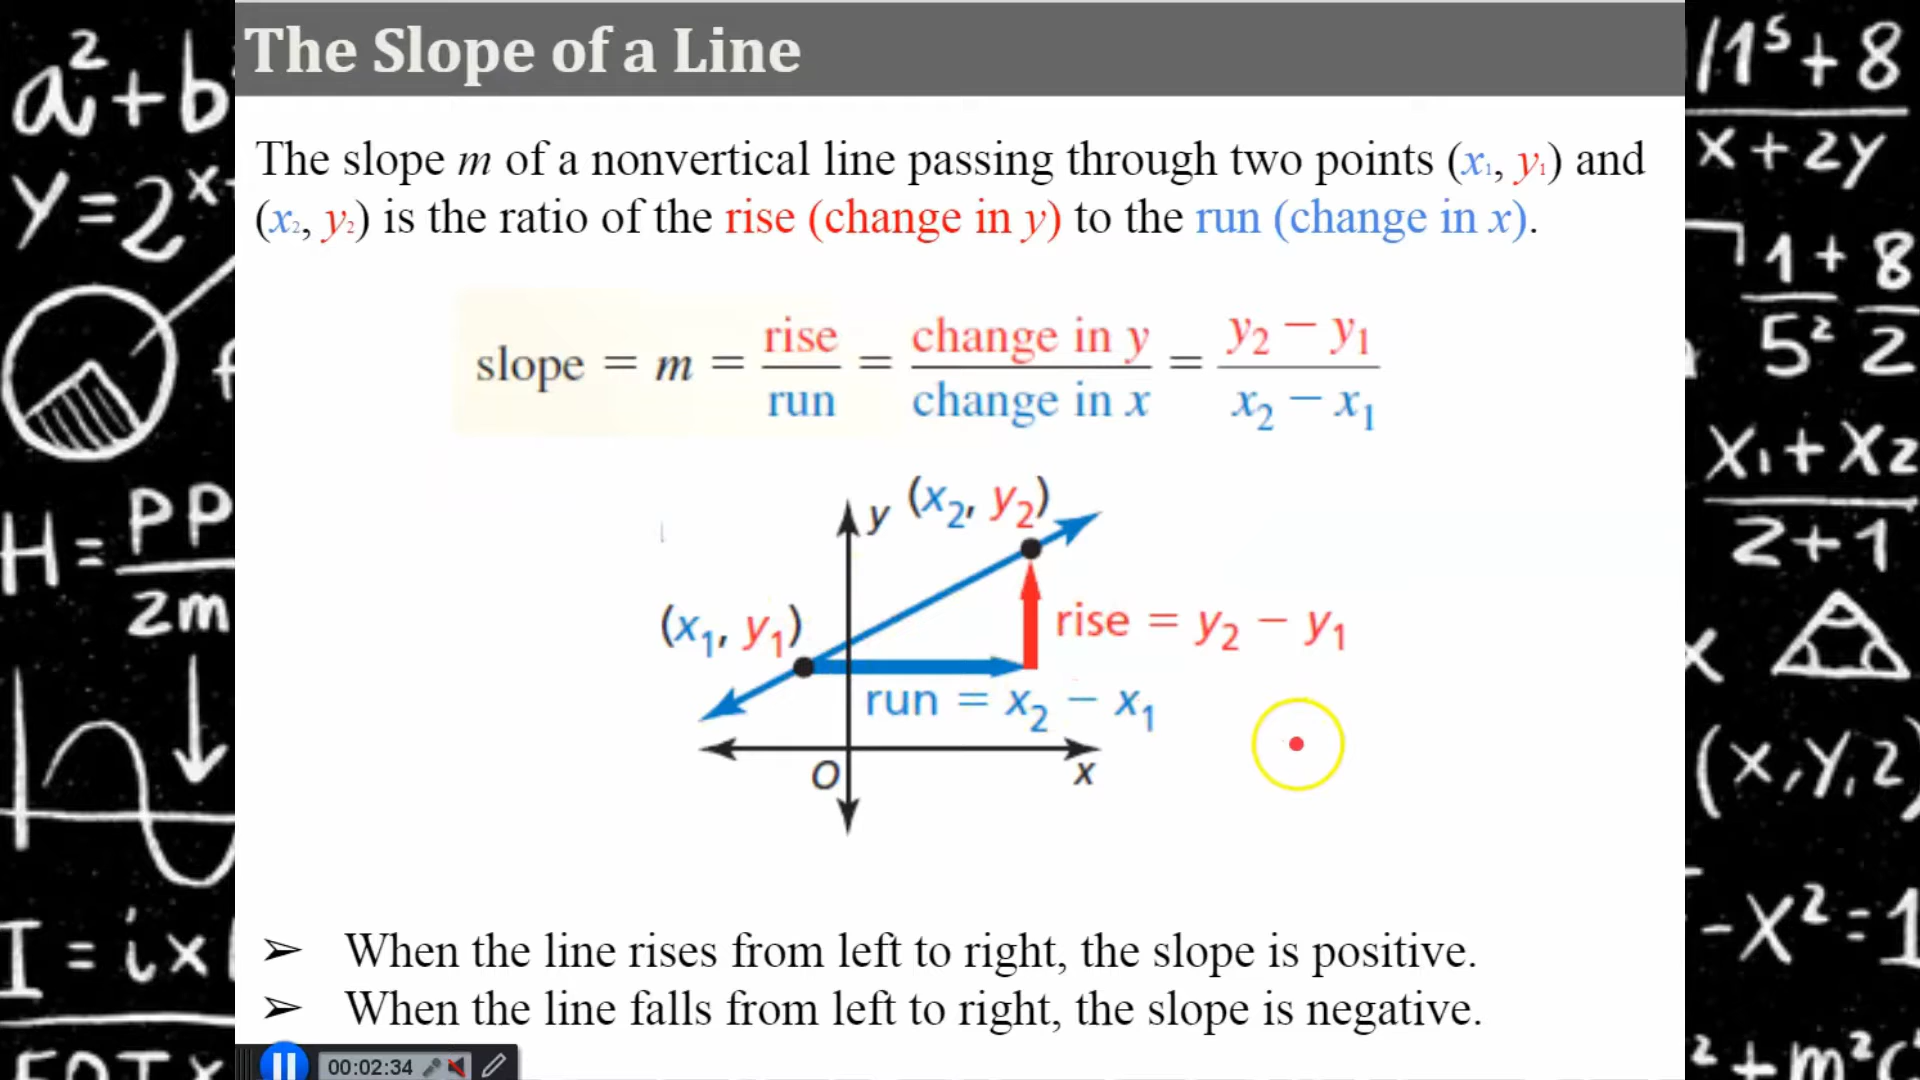 The Slope of a Line
The slope m of a nonvertical line passing through two points (x₁, y₁) and
(x₂, y₂) is the ratio of the rise (change in y) to the run (change in x).
slope = m = rise/run = change in y/change in x = y₂ − y₁/x₂ − x₁
y (x₂, y₂)
(x₁, y₁)
rise = y₂ − y₁
run = x₂ − x₁
O
x
➢ When the line rises from left to right, the slope is positive.
➢ When the line falls from left to right, the slope is negative.
00:02:34
a² + b
y = 2ˣ
H = PP/2m
I = ix
x + 2y
1 + 8
5² 2
x₁ + x₂
2 + 1
(x, y, 2)
-x² = 1
² + m²c